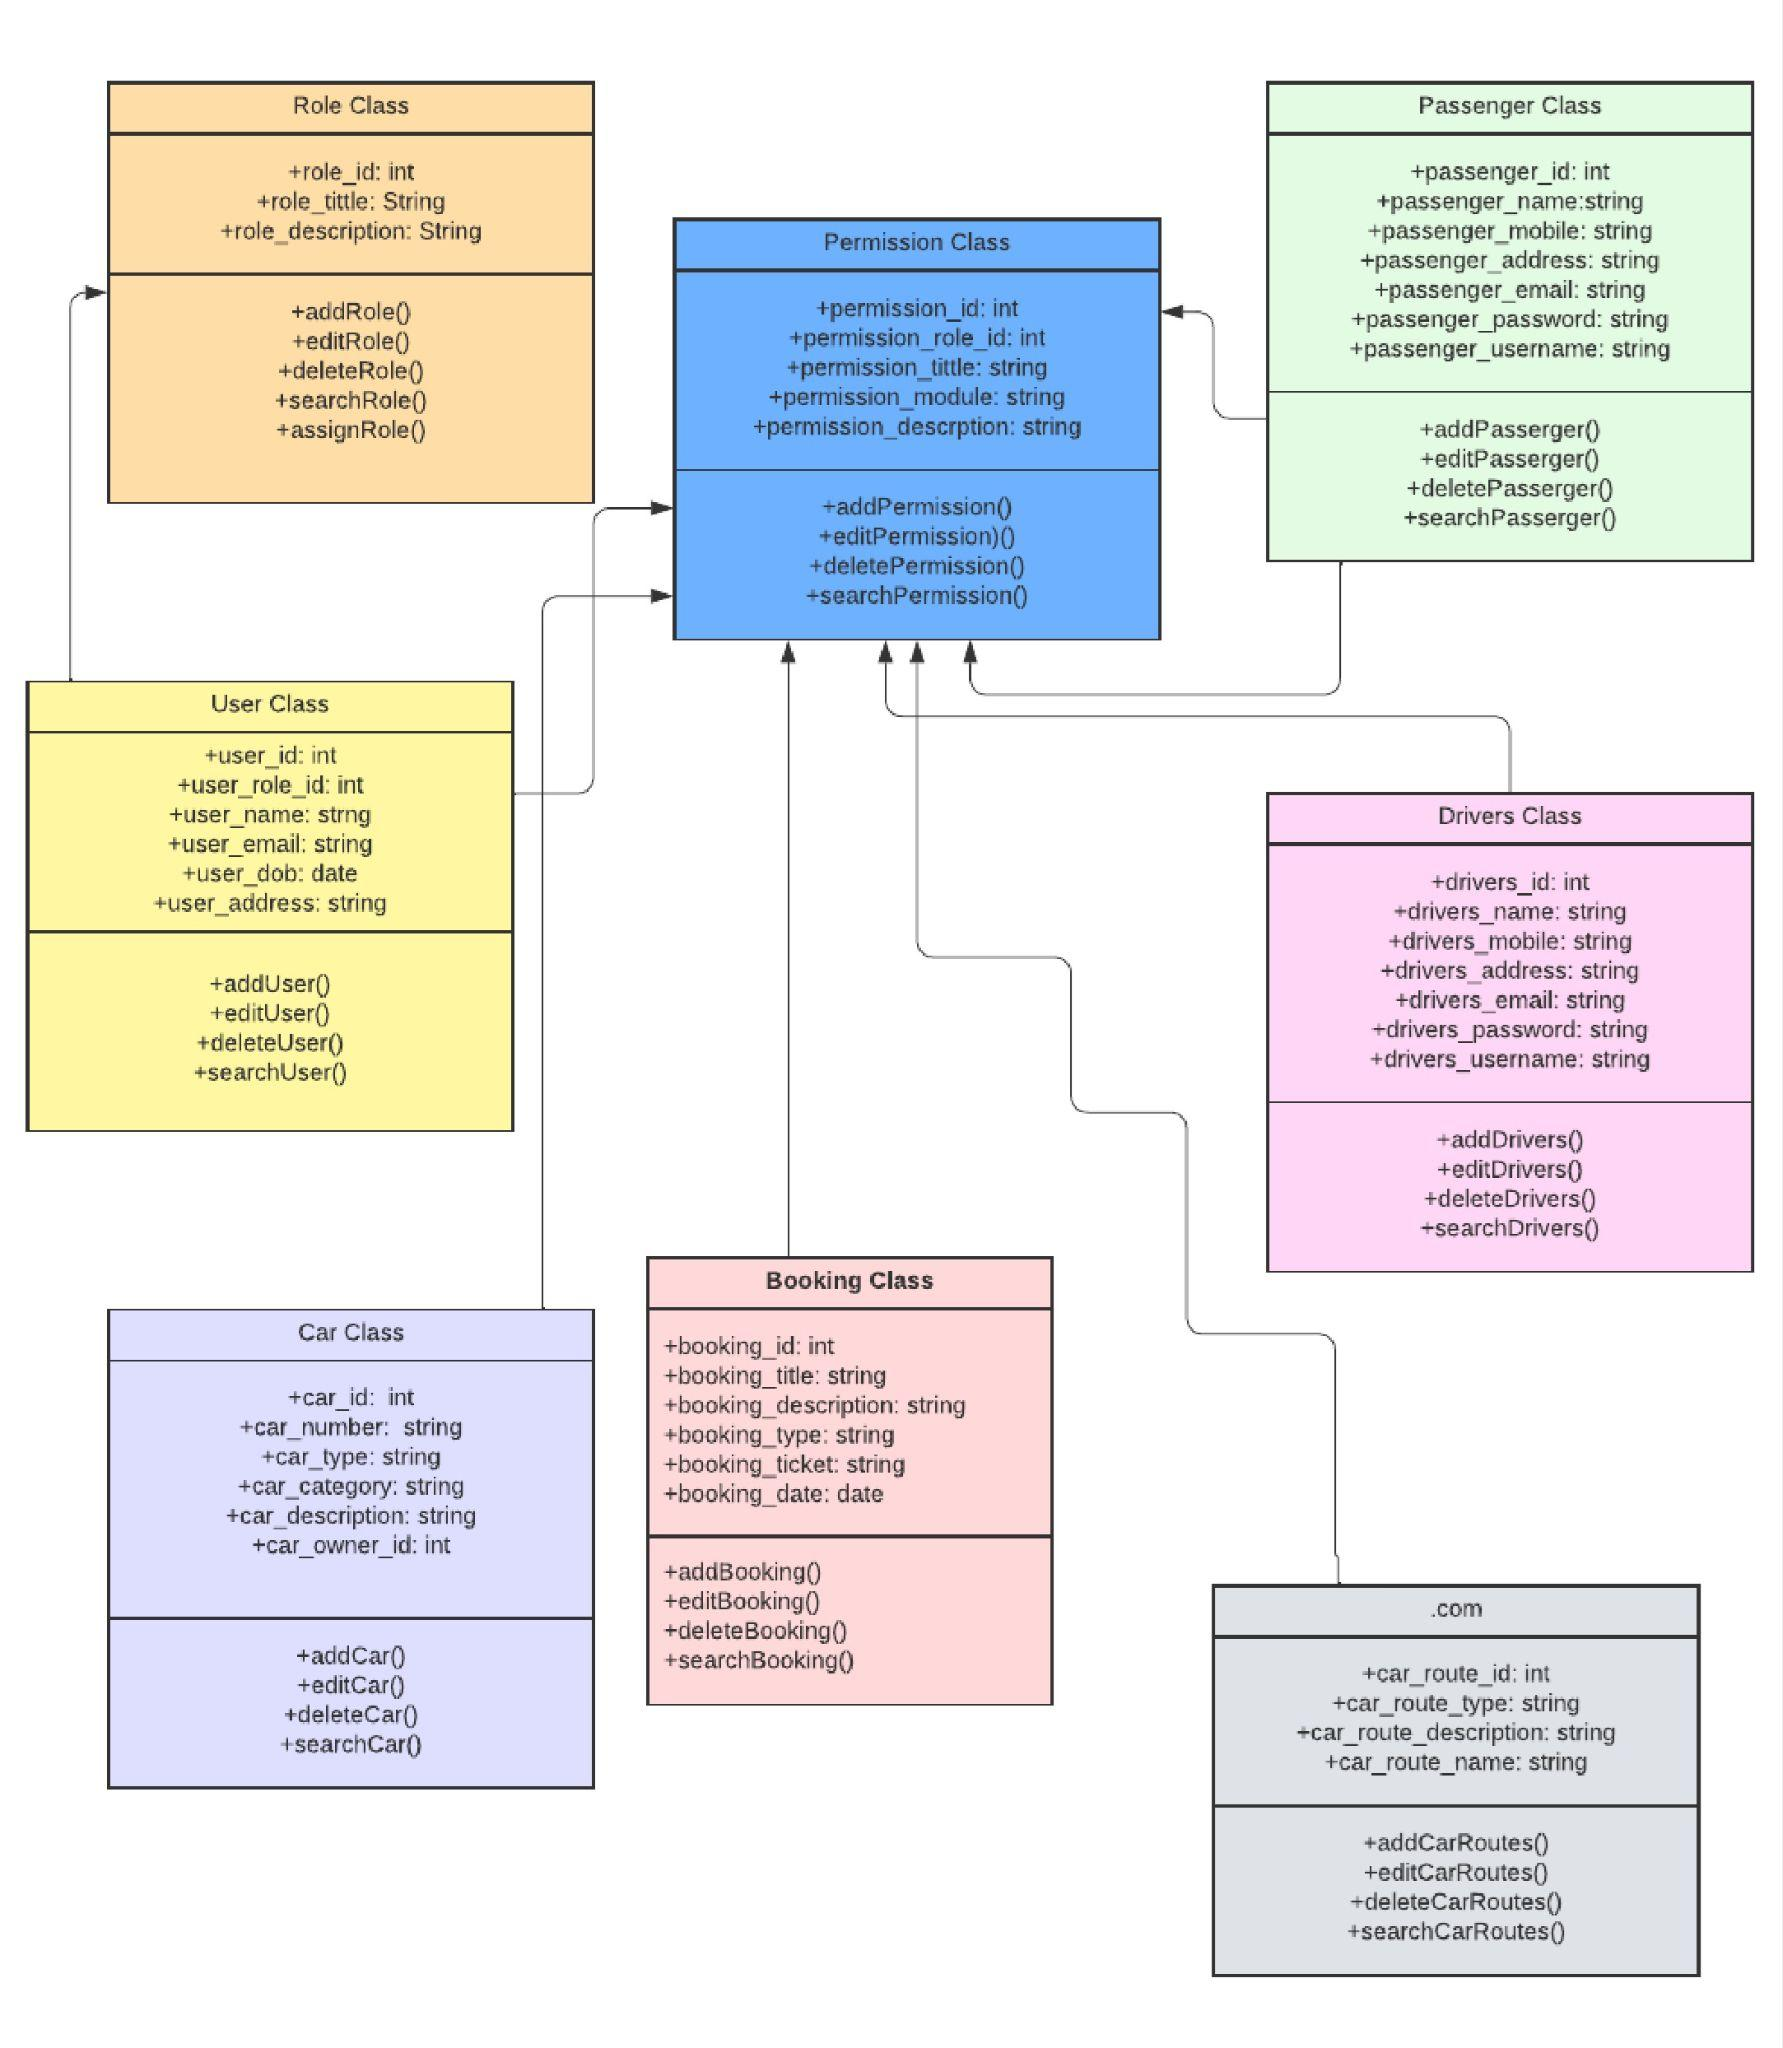 Role Class
+role_id: int
+role_tittle: String
+role_description: String
+addRole()
+editRole()
+deleteRole()
+searchRole()
+assignRole()
Permission Class
+permission_id: int
+permission_role_id: int
+permission_tittle: string
+permission_module: string
+permission_descrption: string
+addPermission()
+editPermission)()
+deletePermission()
+searchPermission()
Passenger Class
+passenger_id: int
+passenger_name:string
+passenger_mobile: string
+passenger_address: string
+passenger_email: string
+passenger_password: string
+passenger_username: string
+addPasserger()
+editPasserger()
+deletePasserger()
+searchPasserger()
User Class
+user_id: int
+user_role_id: int
+user_name: strng
+user_email: string
+user_dob: date
+user_address: string
+addUser()
+editUser()
+deleteUser()
+searchUser()
Drivers Class
+drivers_id: int
+drivers_name: string
+drivers_mobile: string
+drivers_address: string
+drivers_email: string
+drivers_password: string
+drivers_username: string
+addDrivers()
+editDrivers()
+deleteDrivers()
+searchDrivers()
Car Class
+car_id:  int
+car_number:  string
+car_type: string
+car_category: string
+car_description: string
+car_owner_id: int
+addCar()
+editCar()
+deleteCar()
+searchCar()
Booking Class
+booking_id: int
+booking_title: string
+booking_description: string
+booking_type: string
+booking_ticket: string
+booking_date: date
+addBooking()
+editBooking()
+deleteBooking()
+searchBooking()
.com
+car_route_id: int
+car_route_type: string
+car_route_description: string
+car_route_name: string
+addCarRoutes()
+editCarRoutes()
+deleteCarRoutes()
+searchCarRoutes()